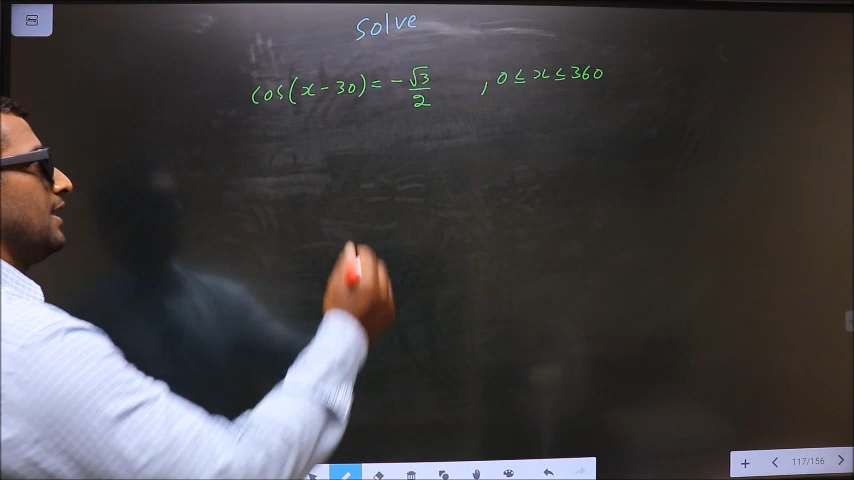 solve
cos(x-30) = -√3/2 , 0 ≤ x ≤ 360
117/156